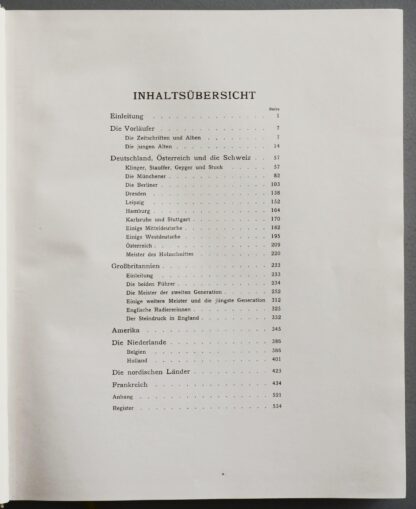 INHALTSÜBERSICHT
Seite
Einleitung . . . . . . . . . . . . 1
Die Vorläufer . . . . . . . . . . . . 7
Die Zeitschriften und Alben . . . . . . . . 7
Die jungen Alten . . . . . . . . . . 14
Deutschland, Österreich und die Schweiz . . . 57
Klinger, Stauffer, Geyger und Stuck . . . . . . 57
Die Münchener . . . . . . . . . . 82
Die Berliner . . . . . . . . . . 103
Dresden . . . . . . . . . . 138
Leipzig . . . . . . . . . . 152
Hamburg . . . . . . . . . . 164
Karlsruhe und Stuttgart . . . . . . . . 170
Einige Mitteldeutsche . . . . . . . . 182
Einige Westdeutsche . . . . . . . . 195
Österreich . . . . . . . . . . 209
Meister des Holzschnittes . . . . . . . . 220
Großbritannien . . . . . . . . . . 233
Einleitung . . . . . . . . . . 233
Die beiden Führer . . . . . . . . . . 234
Die Meister der zweiten Generation . . . . . . 252
Einige weitere Meister und die jüngste Generation 312
Englische Radiererinnen . . . . . . . . 325
Der Steindruck in England . . . . . . . . 332
Amerika . . . . . . . . . . 345
Die Niederlande . . . . . . . . . . 386
Belgien . . . . . . . . . . 386
Holland . . . . . . . . . . 401
Die nordischen Länder . . . . . . . . 423
Frankreich . . . . . . . . . . 434
Anhang . . . . . . . . . . 521
Register . . . . . . . . . . 524